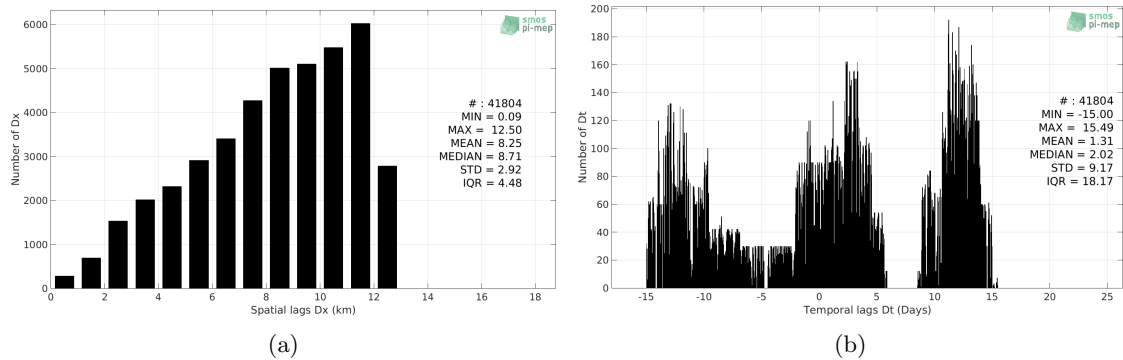 6000
5000
4000
3000
2000
1000
0
Number of Dx
0 2 4 6 8 10 12 14 16 18
Spatial lags Dx (km)
smos
pi-mep
# : 41804
MIN = 0.09
MAX = 12.50
MEAN = 8.25
MEDIAN = 8.71
STD = 2.92
IQR = 4.48
(a)
200
180
160
140
120
100
80
60
40
20
0
Number of Dt
-15 -10 -5 0 5 10 15 20 25
Temporal lags Dt (Days)
smos
pi-mep
# : 41804
MIN = -15.00
MAX = 15.49
MEAN = 1.31
MEDIAN = 2.02
STD = 9.17
IQR = 18.17
(b)